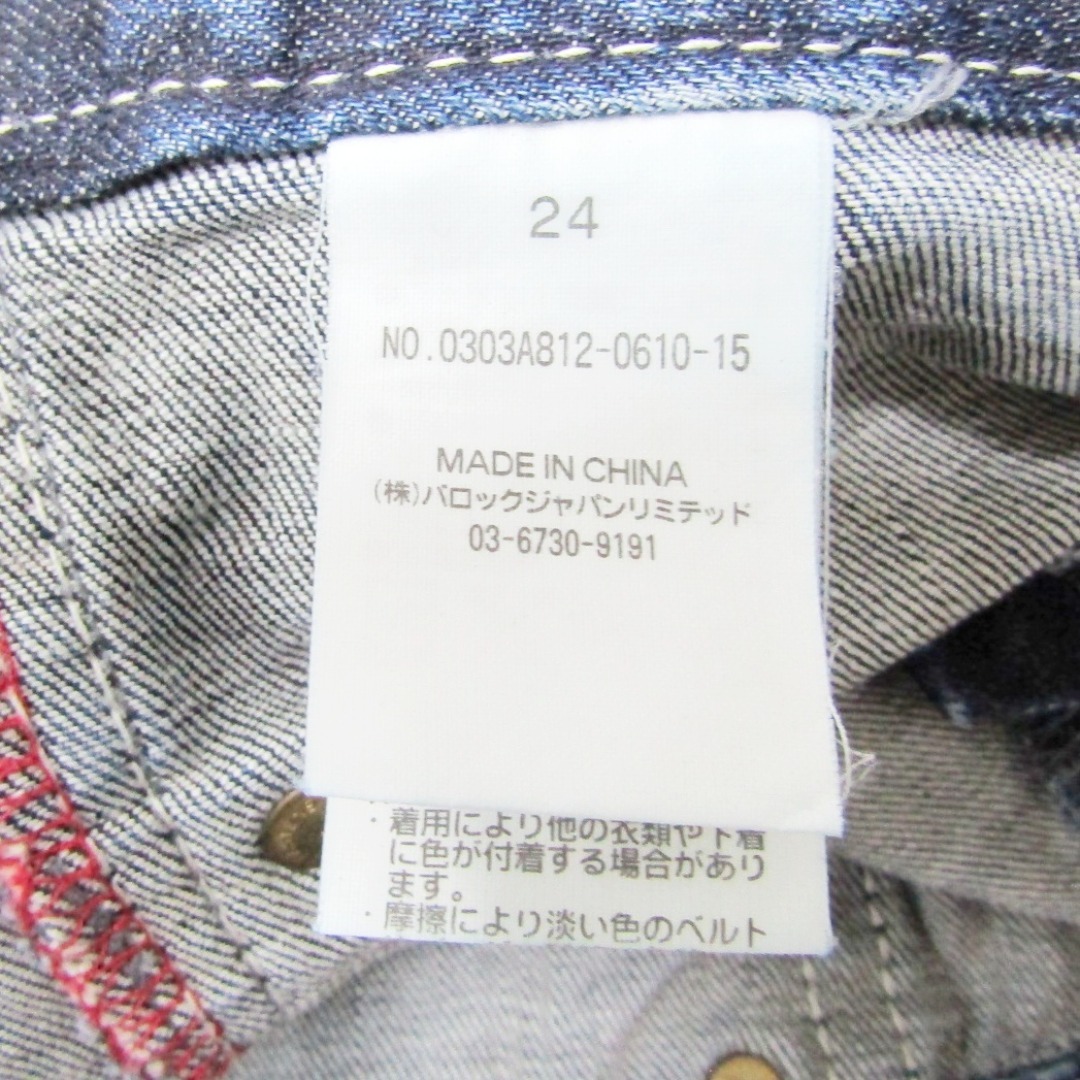 24
NO.0303A812-0610-15
MADE IN CHINA
(株)バロックジャパンリミテッド
03-6730-9191
・着用により他の衣類や下着
に色が付着する場合があり
ます。
・摩擦により淡い色のベルト